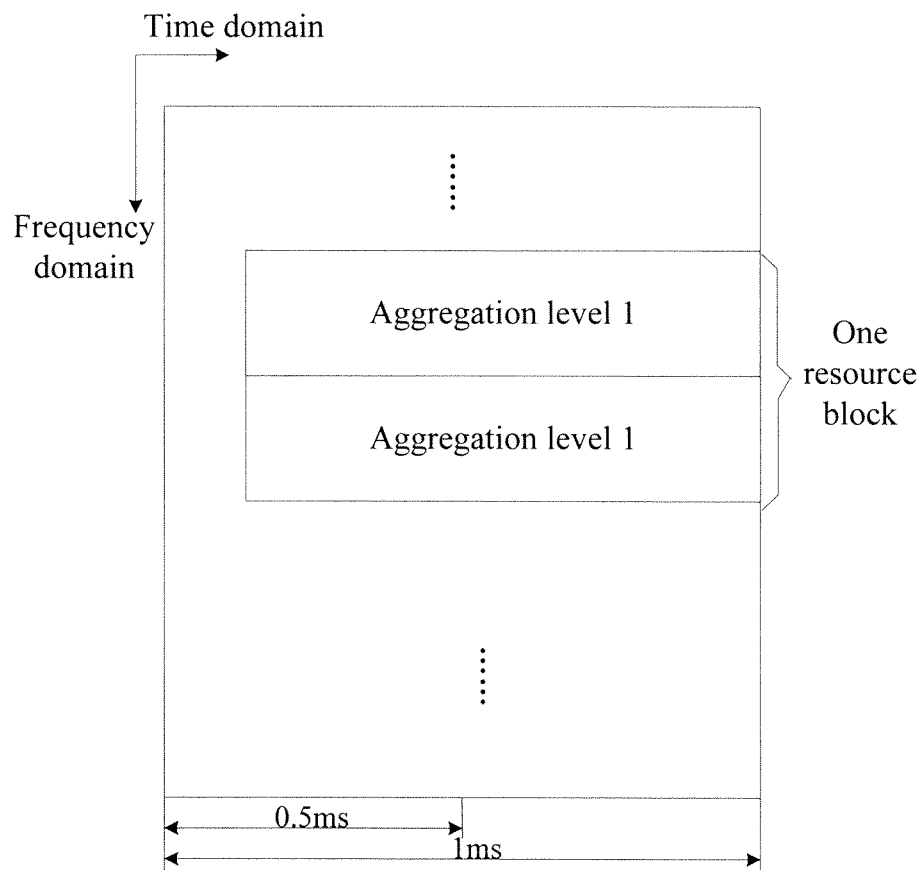 Time domain
Frequency
domain
Aggregation level 1
One
resource
block
Aggregation level 1
0.5ms
1ms